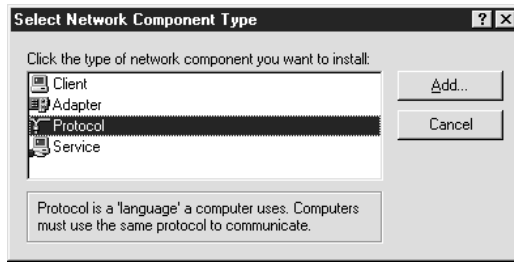 Select Network Component Type
Click the type of network component you want to install:
Client
Adapter
Protocol
Service
Add...
Cancel
Protocol is a 'language' a computer uses. Computers
must use the same protocol to communicate.